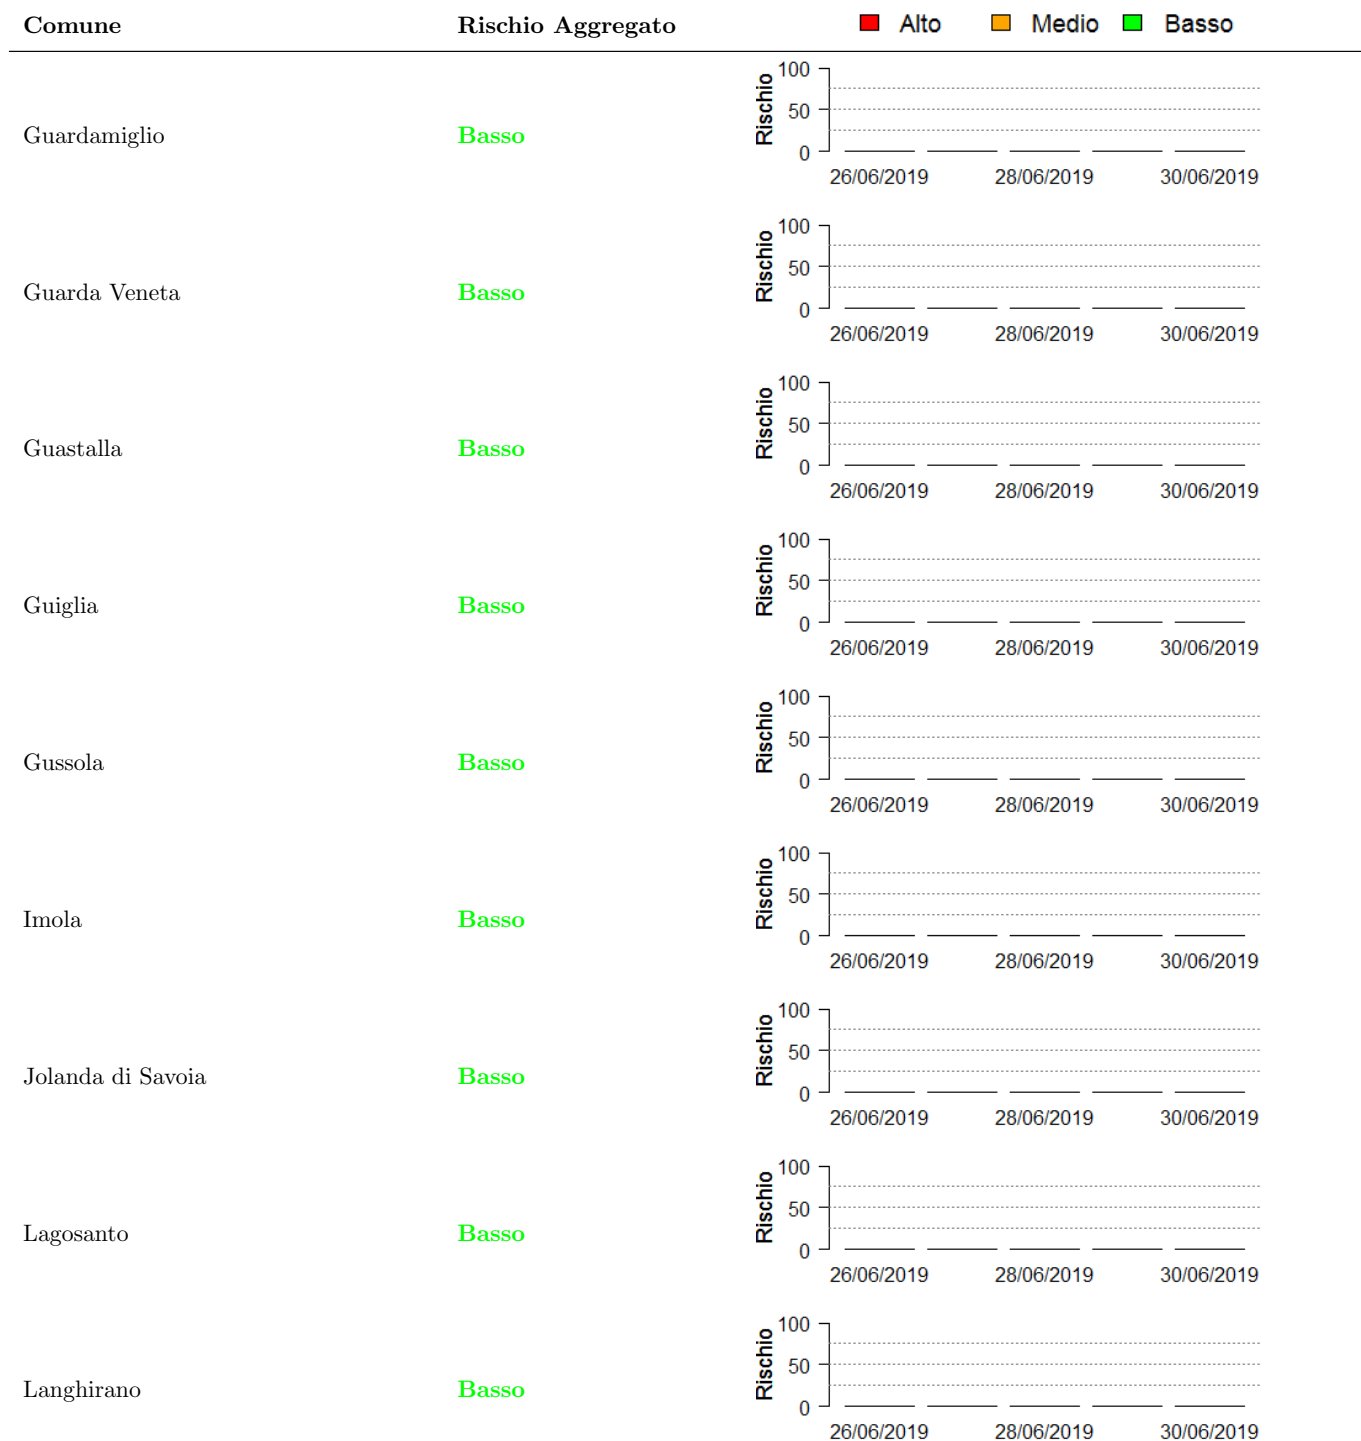 Comune Rischio Aggregato Alto Medio Basso
Guardamiglio Basso
Rischio
100
50
0
26/06/2019 28/06/2019 30/06/2019
Guarda Veneta Basso
Rischio
100
50
0
26/06/2019 28/06/2019 30/06/2019
Guastalla Basso
Rischio
100
50
0
26/06/2019 28/06/2019 30/06/2019
Guiglia Basso
Rischio
100
50
0
26/06/2019 28/06/2019 30/06/2019
Gussola Basso
Rischio
100
50
0
26/06/2019 28/06/2019 30/06/2019
Imola Basso
Rischio
100
50
0
26/06/2019 28/06/2019 30/06/2019
Jolanda di Savoia Basso
Rischio
100
50
0
26/06/2019 28/06/2019 30/06/2019
Lagosanto Basso
Rischio
100
50
0
26/06/2019 28/06/2019 30/06/2019
Langhirano Basso
Rischio
100
50
0
26/06/2019 28/06/2019 30/06/2019